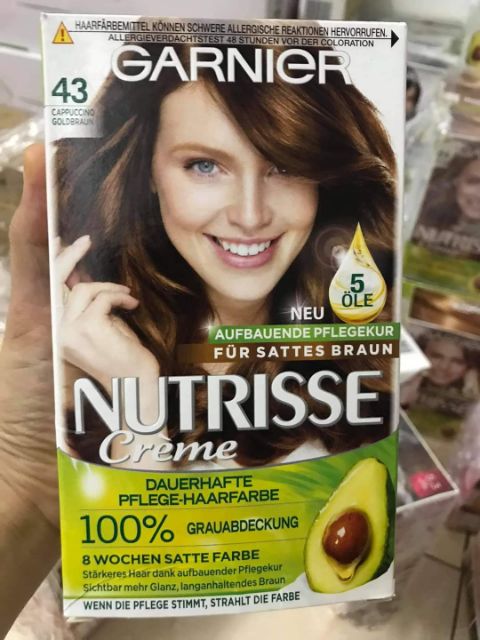 HAARFÄRBEMITTEL KÖNNEN SCHWERE ALLERGISCHE REAKTIONEN HERVORRUFEN.
ALLERGIEVERDACHTSTEST 48 STUNDEN VOR DER COLORATION
GARNIER
43
CAPPUCCINO
GOLDBRAUN
5
ÖLE
NEU
AUFBAUENDE PFLEGEKUR
FÜR SATTES BRAUN
NUTRISSE
Crème
DAUERHAFTE
PFLEGE-HAARFARBE
100% GRAUABDECKUNG
8 WOCHEN SATTE FARBE
Stärkeres Haar dank aufbauender Pflegekur
Sichtbar mehr Glanz, langanhaltendes Braun
WENN DIE PFLEGE STIMMT, STRAHLT DIE FARBE